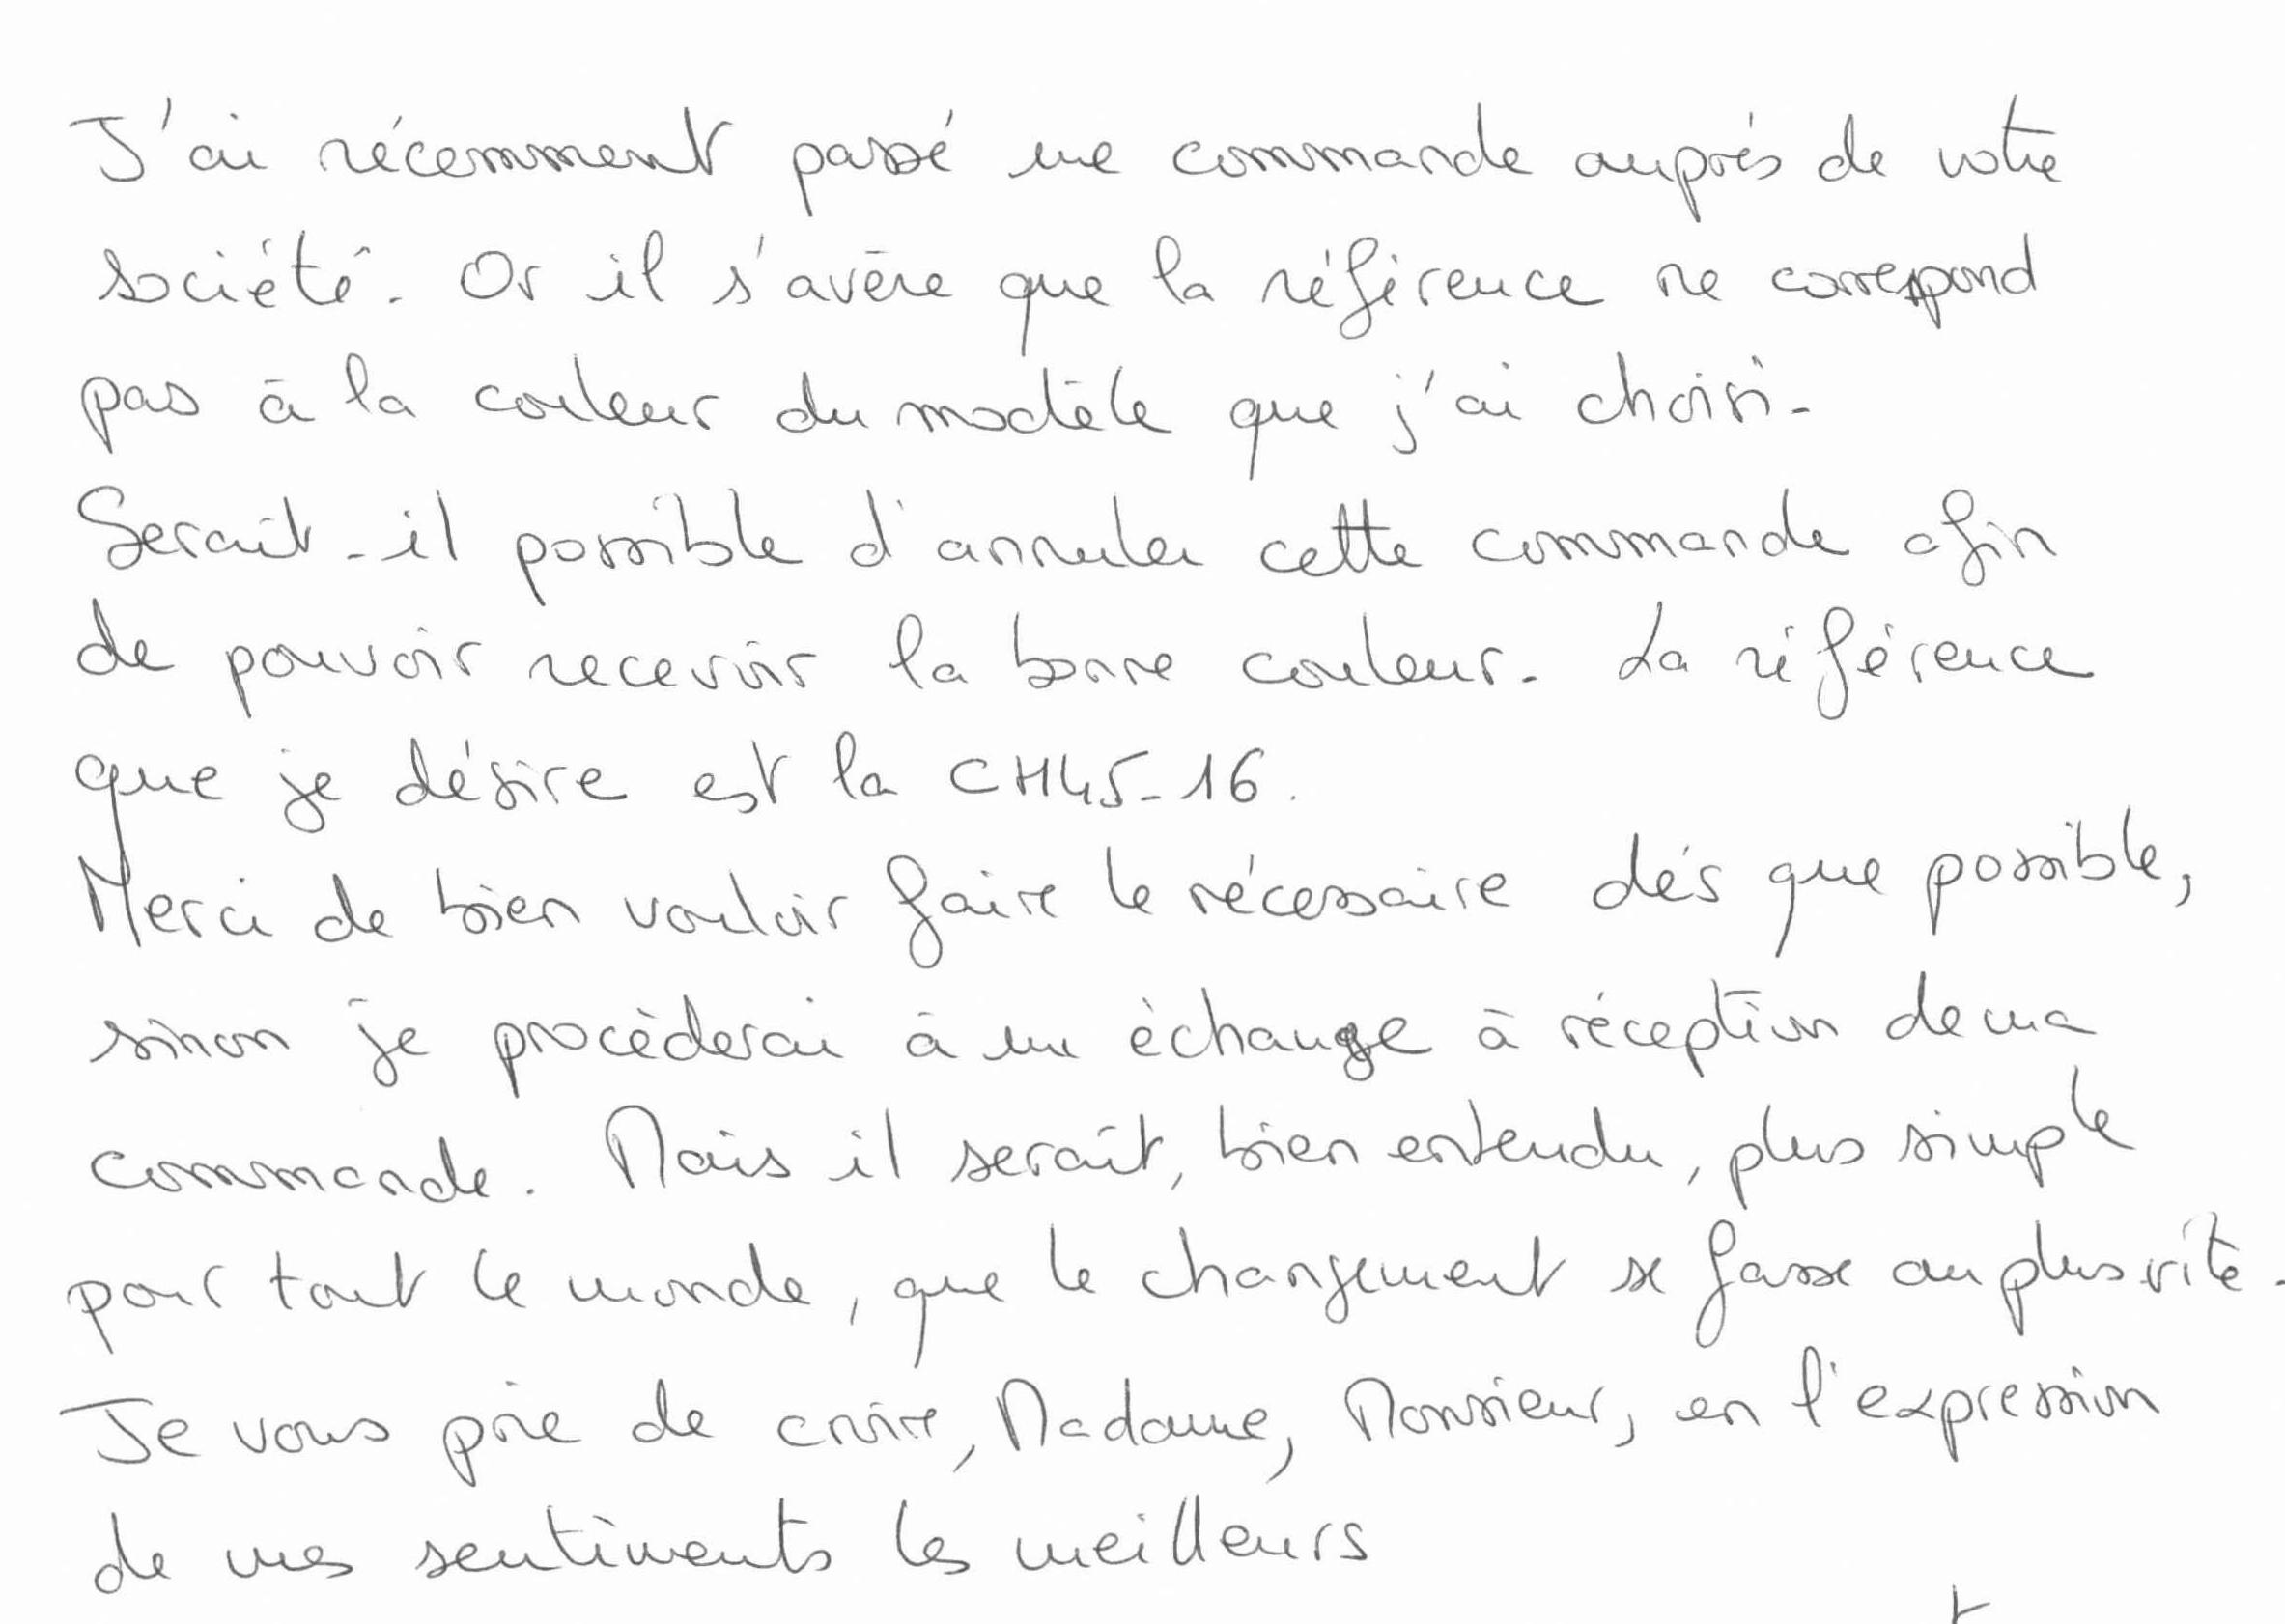 J'ai récemment passé une commande auprès de votre
société. Or il s'avère que la référence ne correspond
pas à la couleur du modèle que j'ai choisi.
Serait-il possible d'annuler cette commande afin
de pouvoir recevoir la bonne couleur. La référence
que je désire est la CH45-16.
Merci de bien vouloir faire le nécessaire dès que possible,
sinon je procèderai à un échange à réception de ma
commande. Mais il serait, bien entendu, plus simple
pour tout le monde, que le changement se fasse au plus vite.
Je vous prie de croire, Madame, Monsieur, en l'expression
de mes sentiments les meilleurs